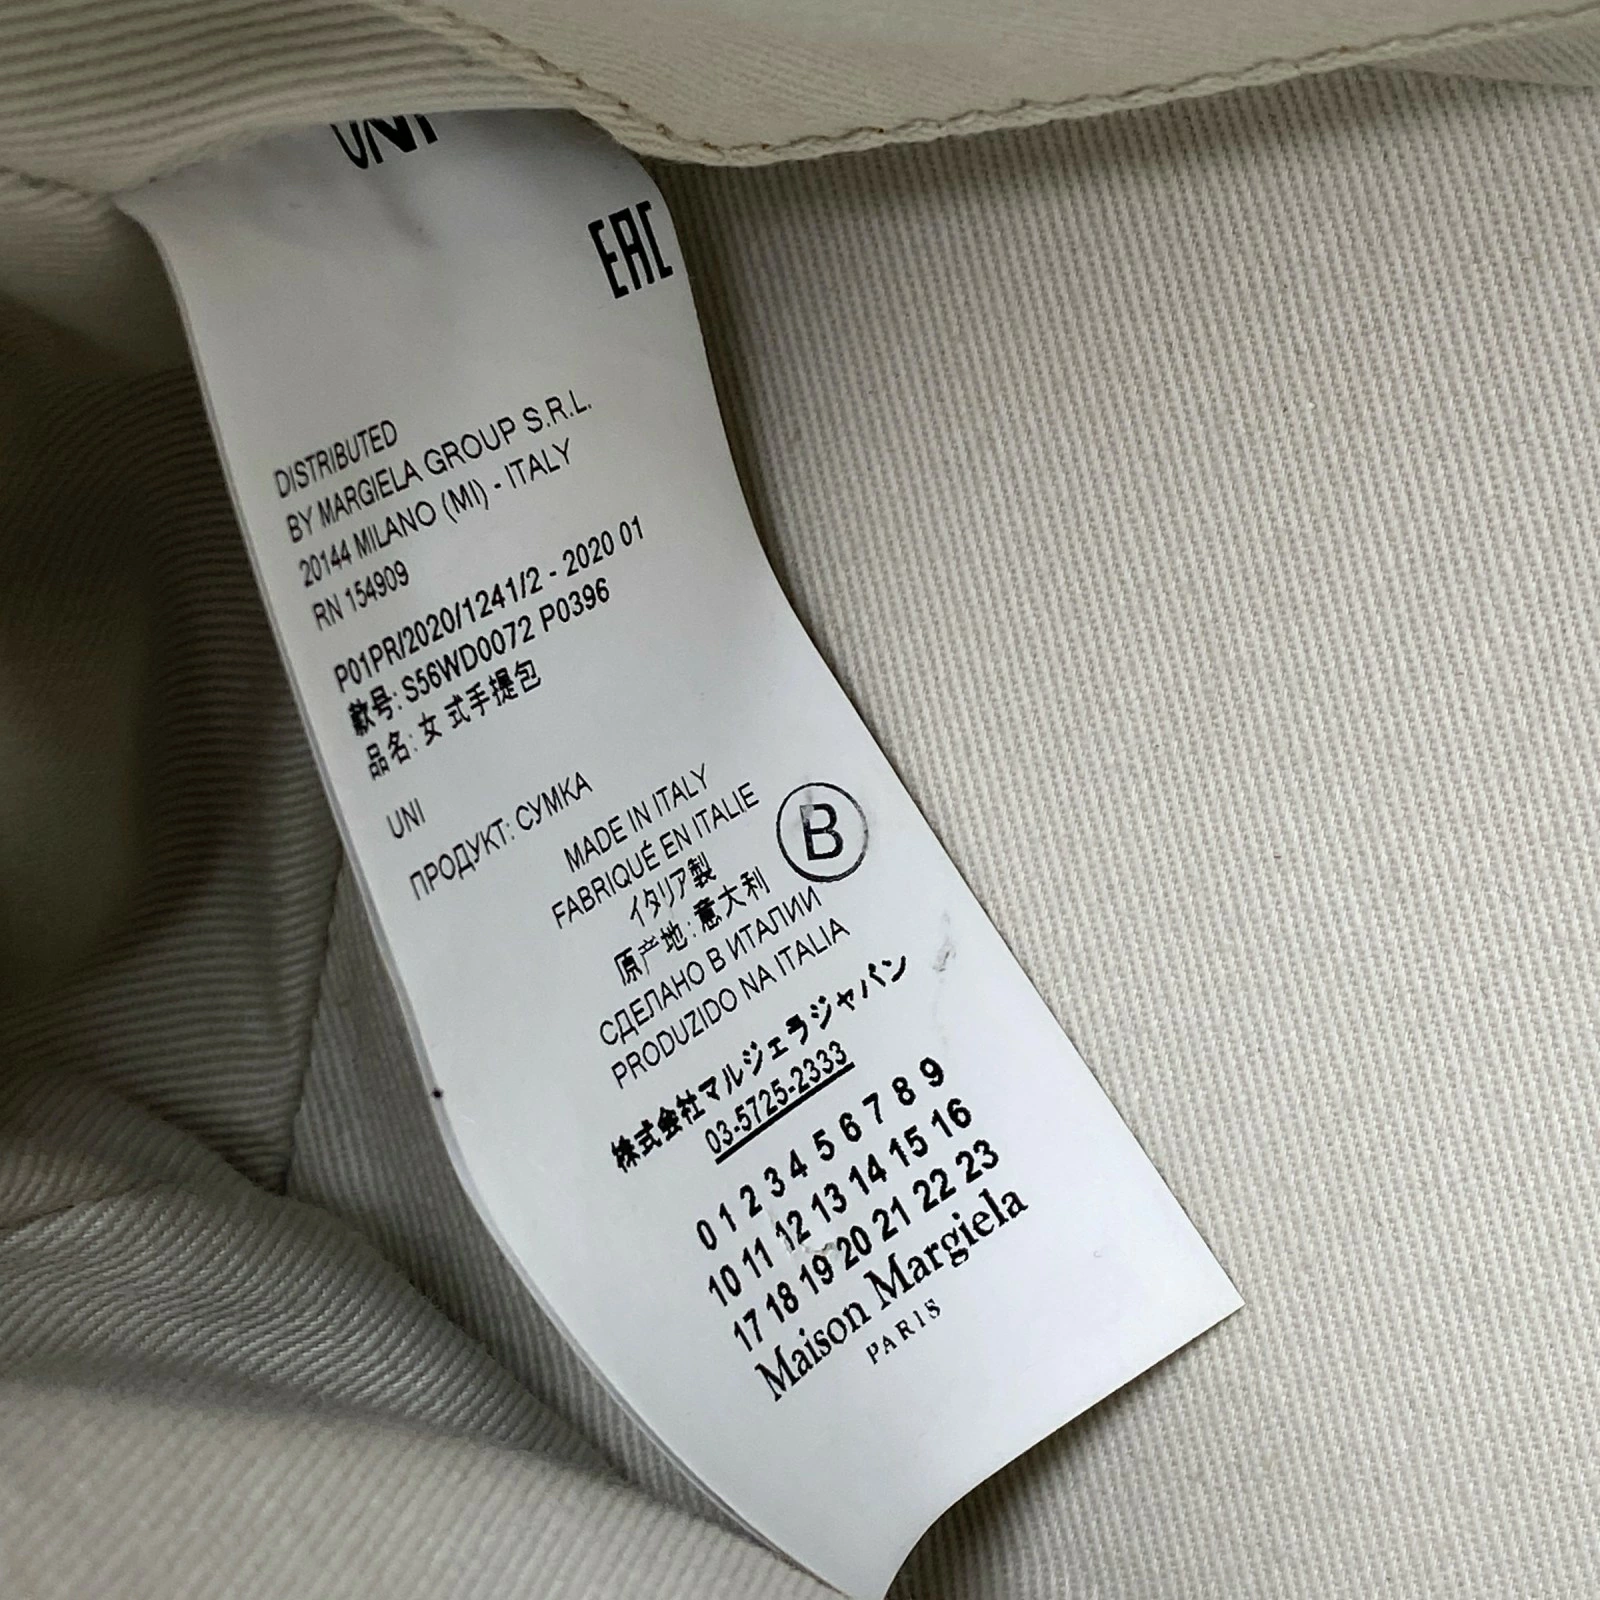 UNI
EAC
DISTRIBUTED
BY MARGIELA GROUP S.R.L.
20144 MILANO (MI) - ITALY
RN 154909
P01PR/2020/1241/2 - 2020 01
款号: S56WD0072 P0396
品名: 女 式手提包
UNI
ПРОДУКТ: СУМКА
MADE IN ITALY
FABRIQUÉ EN ITALIE
イタリア製
原产地: 意大利
СДЕЛАНО В ИТАЛИИ
PRODUZIDO NA ITALIA
B
株式会社マルジェラジャパン
03-5725-2333
0 1 2 3 4 5 6 7 8 9
10 11 12 13 14 15 16
17 18 19 20 21 22 23
Maison Margiela
PARIS